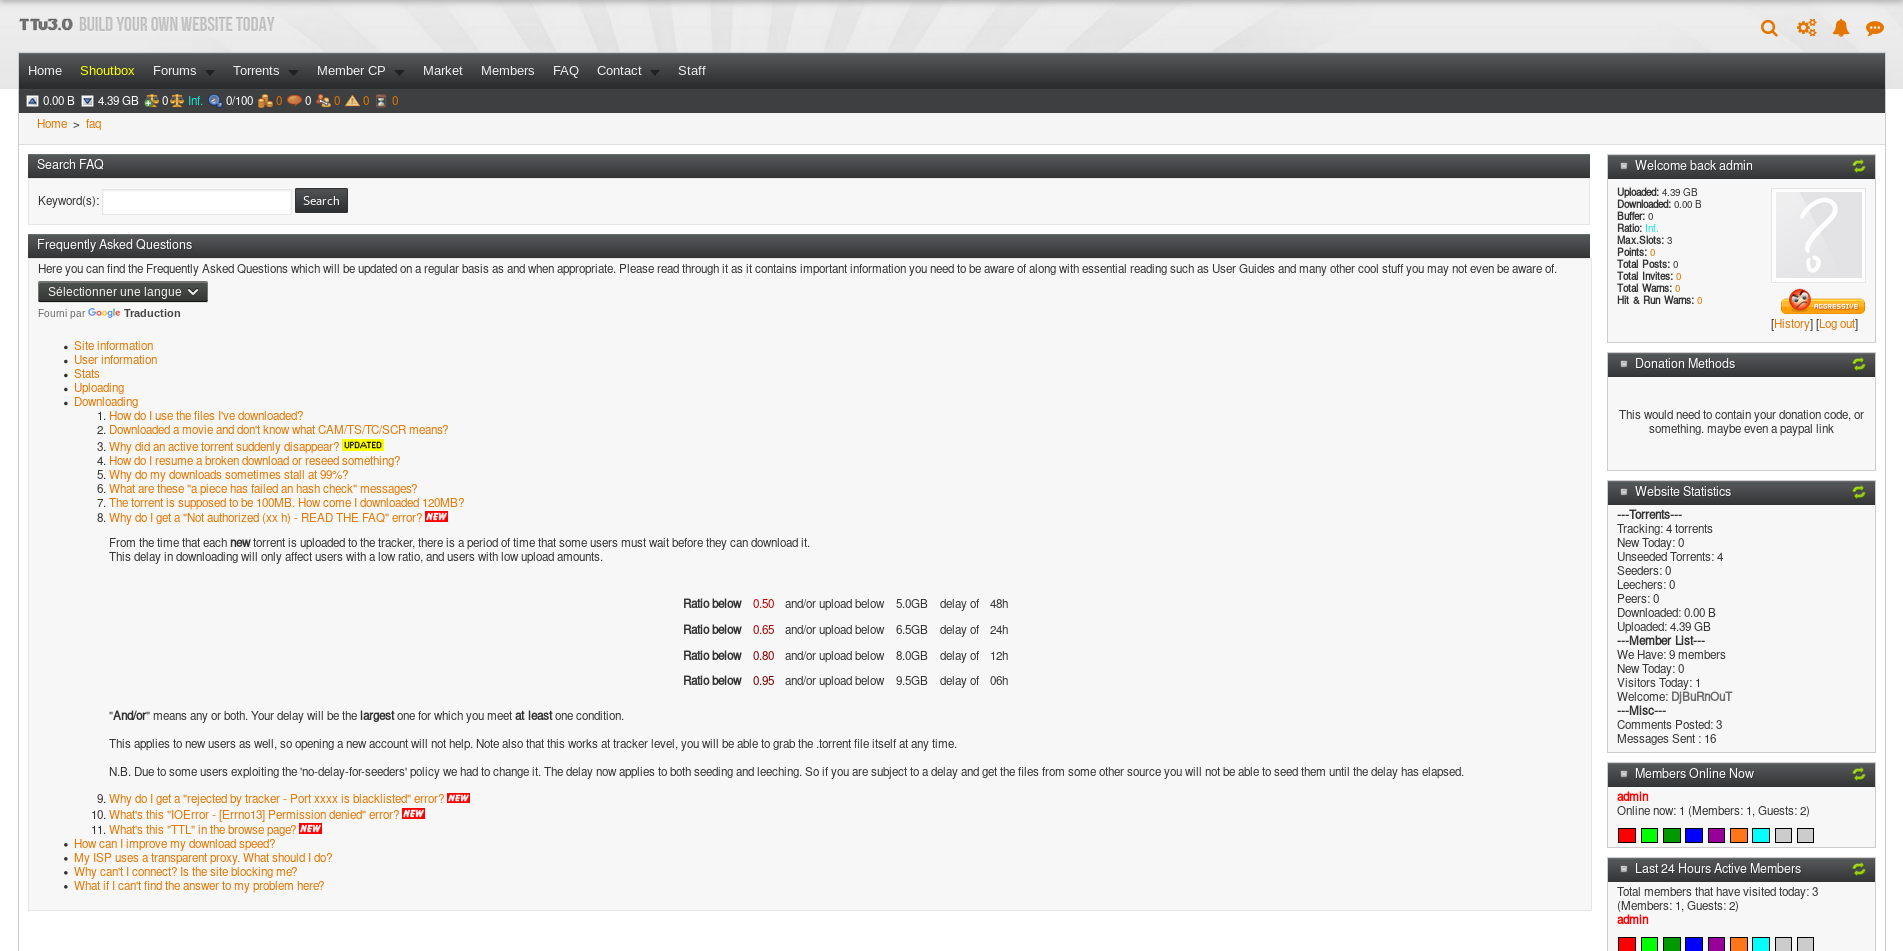 TTv3.0 BUILD YOUR OWN WEBSITE TODAY
Home Shoutbox Forums Torrents Member CP Market Members FAQ Contact Staff
0.00 B 4.39 GB 0 Inf. 0/100 0 0 0 0 0
Home > faq
Search FAQ
Keyword(s): Search
Frequently Asked Questions
Here you can find the Frequently Asked Questions which will be updated on a regular basis as and when appropriate. Please read through it as it contains important information you need to be aware of along with essential reading such as User Guides and many other cool stuff you may not even be aware of.
Sélectionner une langue
Fourni par Google Traduction
• Site information
• User information
• Stats
• Uploading
• Downloading
1. How do I use the files I've downloaded?
2. Downloaded a movie and don't know what CAM/TS/TC/SCR means?
3. Why did an active torrent suddenly disappear? UPDATED
4. How do I resume a broken download or reseed something?
5. Why do my downloads sometimes stall at 99%?
6. What are these "a piece has failed an hash check" messages?
7. The torrent is supposed to be 100MB. How come I downloaded 120MB?
8. Why do I get a "Not authorized (xx h) - READ THE FAQ" error? NEW
From the time that each new torrent is uploaded to the tracker, there is a period of time that some users must wait before they can download it.
This delay in downloading will only affect users with a low ratio, and users with low upload amounts.
Ratio below 0.50 and/or upload below 5.0GB delay of 48h
Ratio below 0.65 and/or upload below 6.5GB delay of 24h
Ratio below 0.80 and/or upload below 8.0GB delay of 12h
Ratio below 0.95 and/or upload below 9.5GB delay of 06h
"And/or" means any or both. Your delay will be the largest one for which you meet at least one condition.
This applies to new users as well, so opening a new account will not help. Note also that this works at tracker level, you will be able to grab the .torrent file itself at any time.
N.B. Due to some users exploiting the 'no-delay-for-seeders' policy we had to change it. The delay now applies to both seeding and leeching. So if you are subject to a delay and get the files from some other source you will not be able to seed them until the delay has elapsed.
9. Why do I get a "rejected by tracker - Port xxxx is blacklisted" error? NEW
10. What's this "IOError - [Errno13] Permission denied" error? NEW
11. What's this "TTL" in the browse page? NEW
• How can I improve my download speed?
• My ISP uses a transparent proxy. What should I do?
• Why can't I connect? Is the site blocking me?
• What if I can't find the answer to my problem here?
Welcome back admin
Uploaded: 4.39 GB
Downloaded: 0.00 B
Buffer: 0
Ratio: Inf.
Max.Slots: 3
Points: 0
Total Posts: 0
Total Invites: 0
Total Warns: 0
Hit & Run Warns: 0
?
AGGRESSIVE
[History] [Log out]
Donation Methods
This would need to contain your donation code, or
something. maybe even a paypal link
Website Statistics
---Torrents---
Tracking: 4 torrents
New Today: 0
Unseeded Torrents: 4
Seeders: 0
Leechers: 0
Peers: 0
Downloaded: 0.00 B
Uploaded: 4.39 GB
---Member List---
We Have: 9 members
New Today: 0
Visitors Today: 1
Welcome: DjBuRnOuT
---Misc---
Comments Posted: 3
Messages Sent : 16
Members Online Now
admin
Online now: 1 (Members: 1, Guests: 2)
Last 24 Hours Active Members
Total members that have visited today: 3
(Members: 1, Guests: 2)
admin